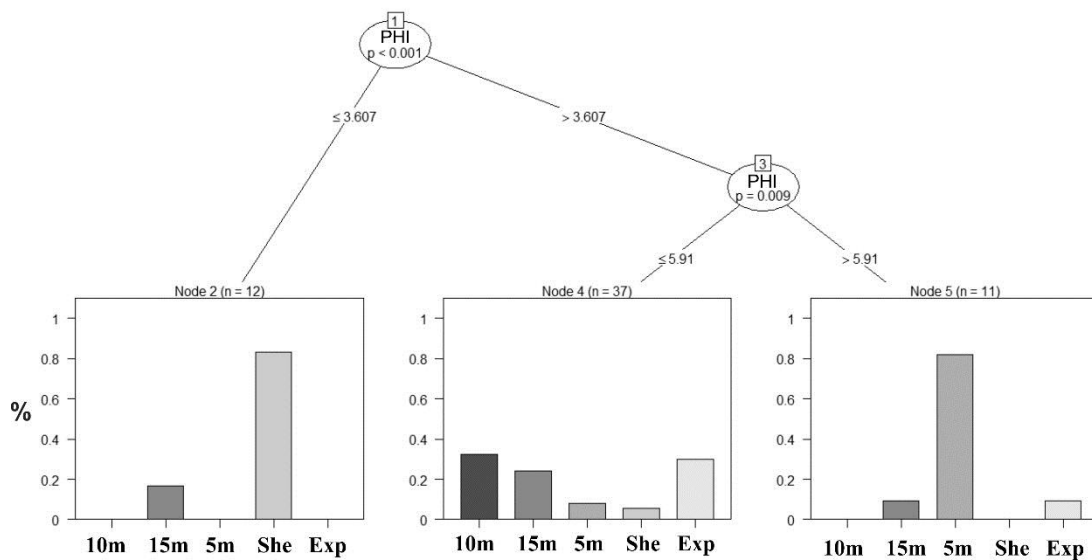 1
PHI
p < 0.001
≤ 3.607
> 3.607
3
PHI
p = 0.009
≤ 5.91
> 5.91
Node 2 (n = 12)
1
0.8
0.6
0.4
0.2
0
%
10m 15m 5m She Exp
Node 4 (n = 37)
1
0.8
0.6
0.4
0.2
0
10m 15m 5m She Exp
Node 5 (n = 11)
1
0.8
0.6
0.4
0.2
0
10m 15m 5m She Exp